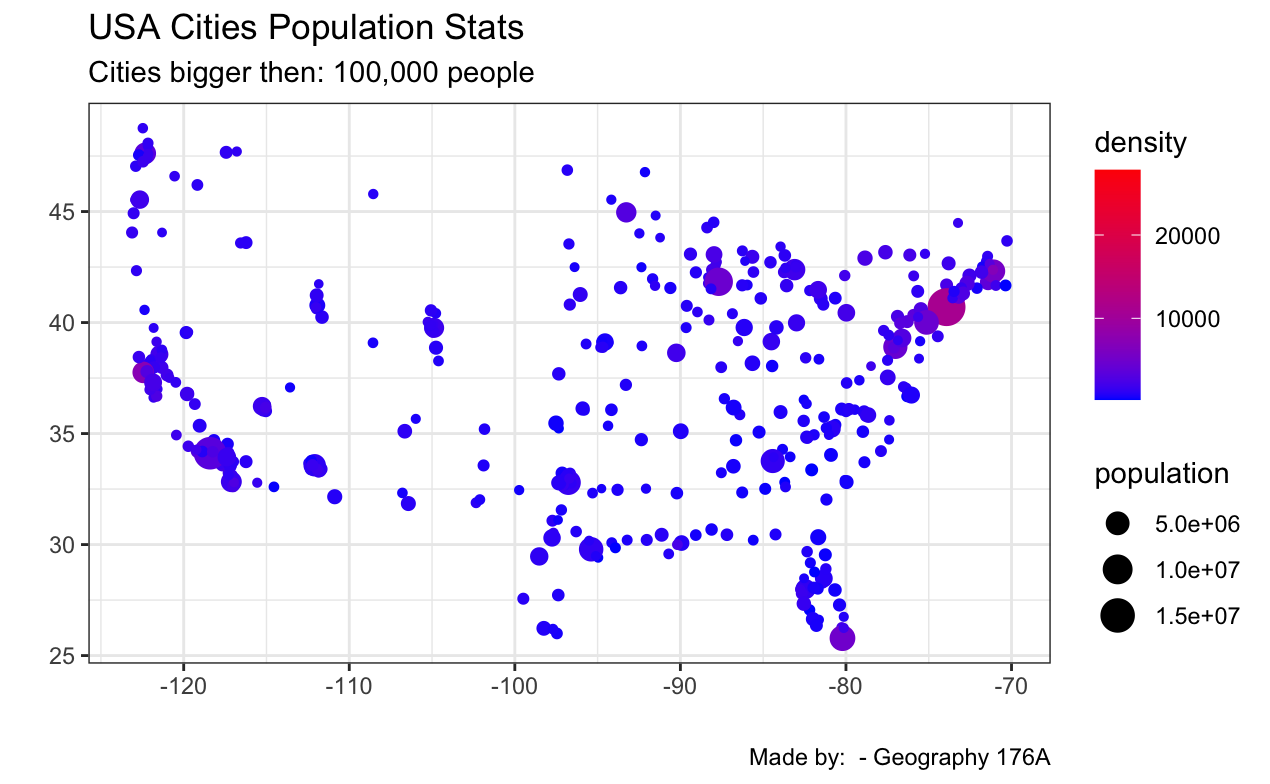 USA Cities Population Stats
Cities bigger then: 100,000 people
density
20000
10000
population
5.0e+06
1.0e+07
1.5e+07
45
40
35
30
25
-120 -110 -100 -90 -80 -70
Made by:  - Geography 176A